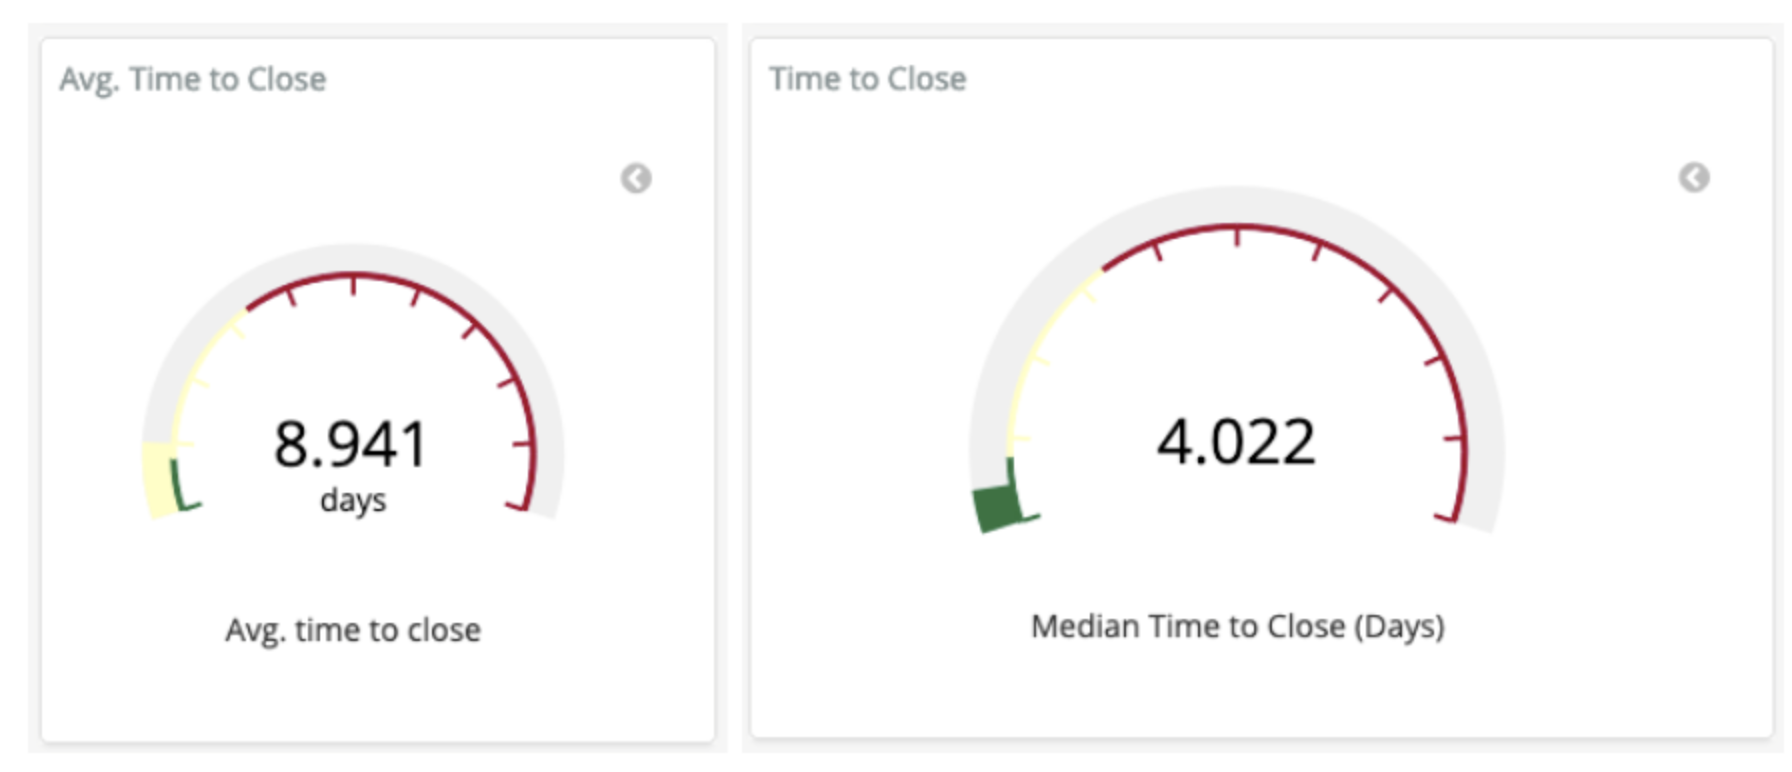 Avg. Time to Close
8.941
days
Avg. time to close
Time to Close
4.022
Median Time to Close (Days)